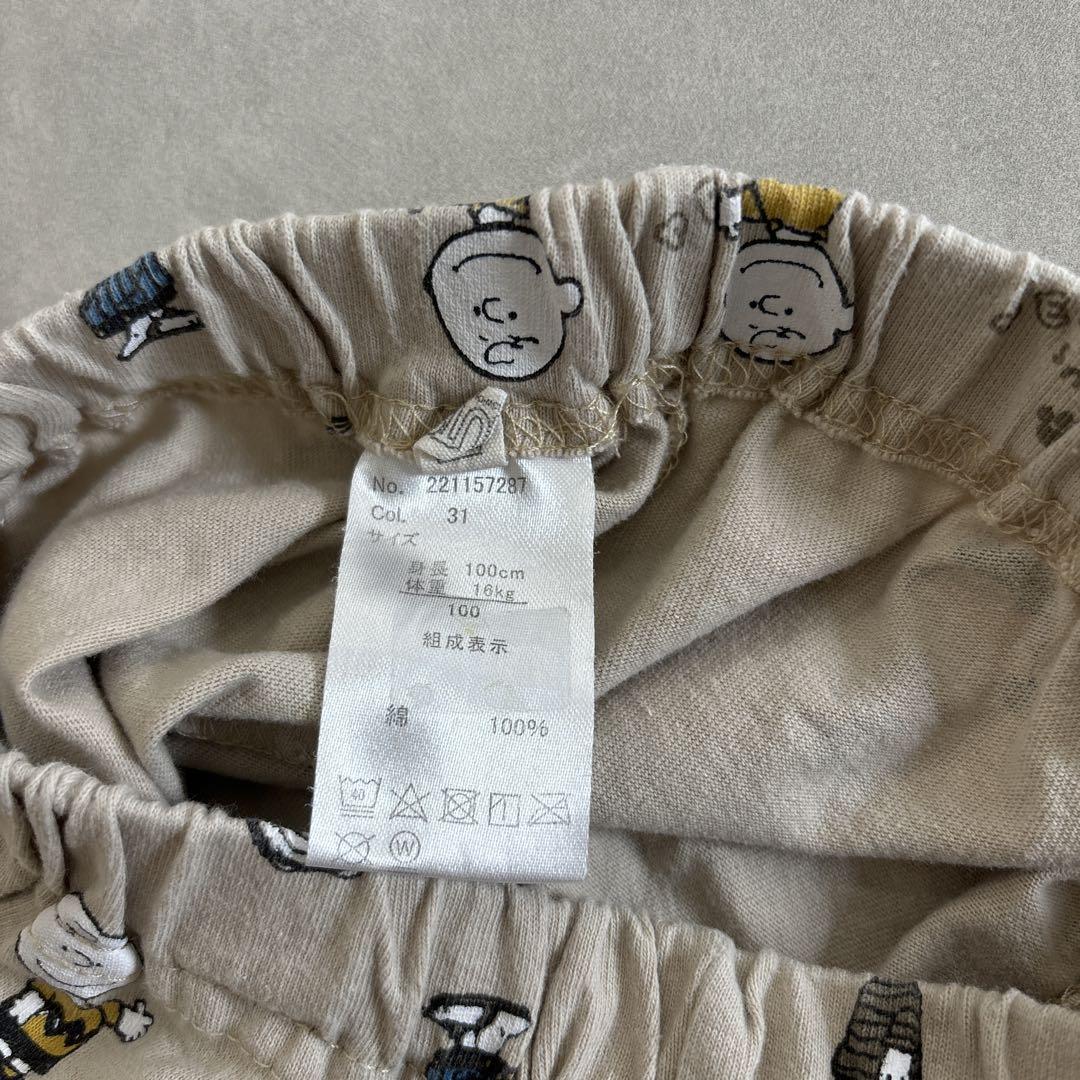 No. 221157287
Col. 31
サイズ
身長 100cm
体重 16kg
100
組成表示
綿 100%
40
W